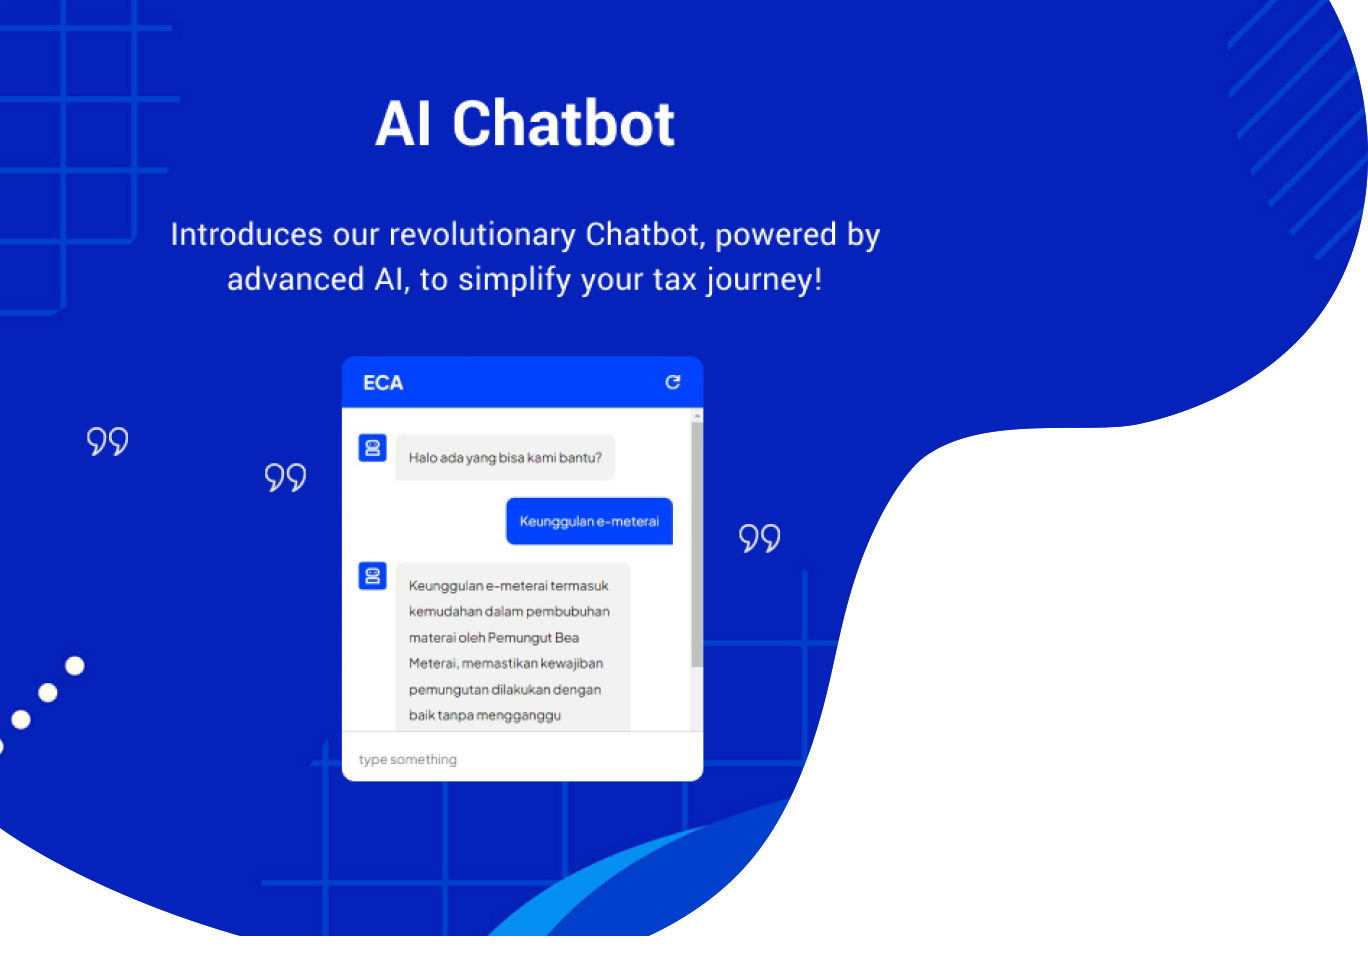 AI Chatbot
Introduces our revolutionary Chatbot, powered by
advanced AI, to simplify your tax journey!
ECA
Halo ada yang bisa kami bantu?
Keunggulan e-meterai
Keunggulan e-meterai termasuk
kemudahan dalam pembubuhan
materai oleh Pemungut Bea
Meterai, memastikan kewajiban
pemungutan dilakukan dengan
baik tanpa mengganggu
type something